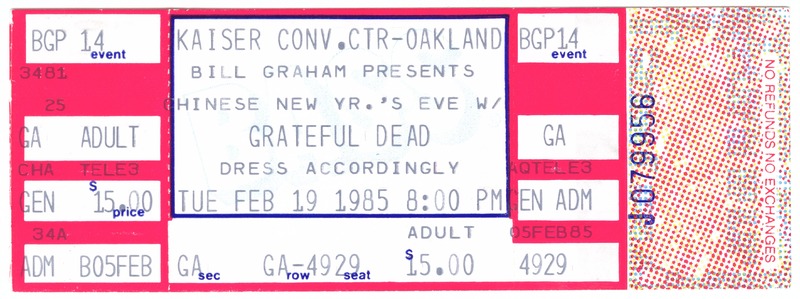 BGP 14
event
3481
25
GA ADULT
CHA TELE3
GEN $15.00
price
34A
ADM B05FEB
KAISER CONV.CTR-OAKLAND
BILL GRAHAM PRESENTS
CHINESE NEW YR.'S EVE W/
GRATEFUL DEAD
DRESS ACCORDINGLY
TUE FEB 19 1985 8:00 PM
ADULT
GA sec GA-4929 row seat $15.00
BGP14
event
GA
AQTELE3
GEN ADM
05FEB85
4929
J079956
NO REFUNDS NO EXCHANGES